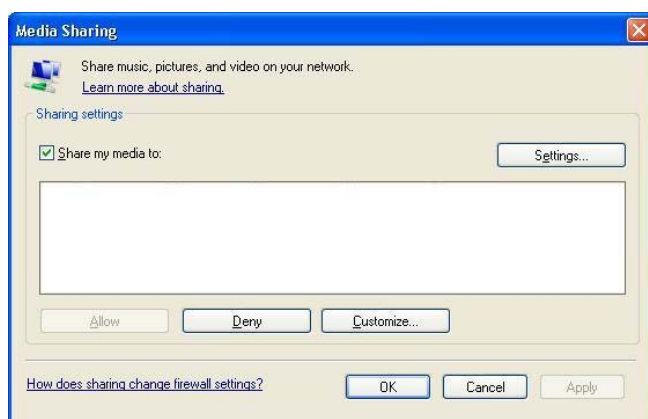 Media Sharing
Share music, pictures, and video on your network.
Learn more about sharing.
Sharing settings
Share my media to:
Settings...
Allow
Deny
Customize...
How does sharing change firewall settings?
OK
Cancel
Apply